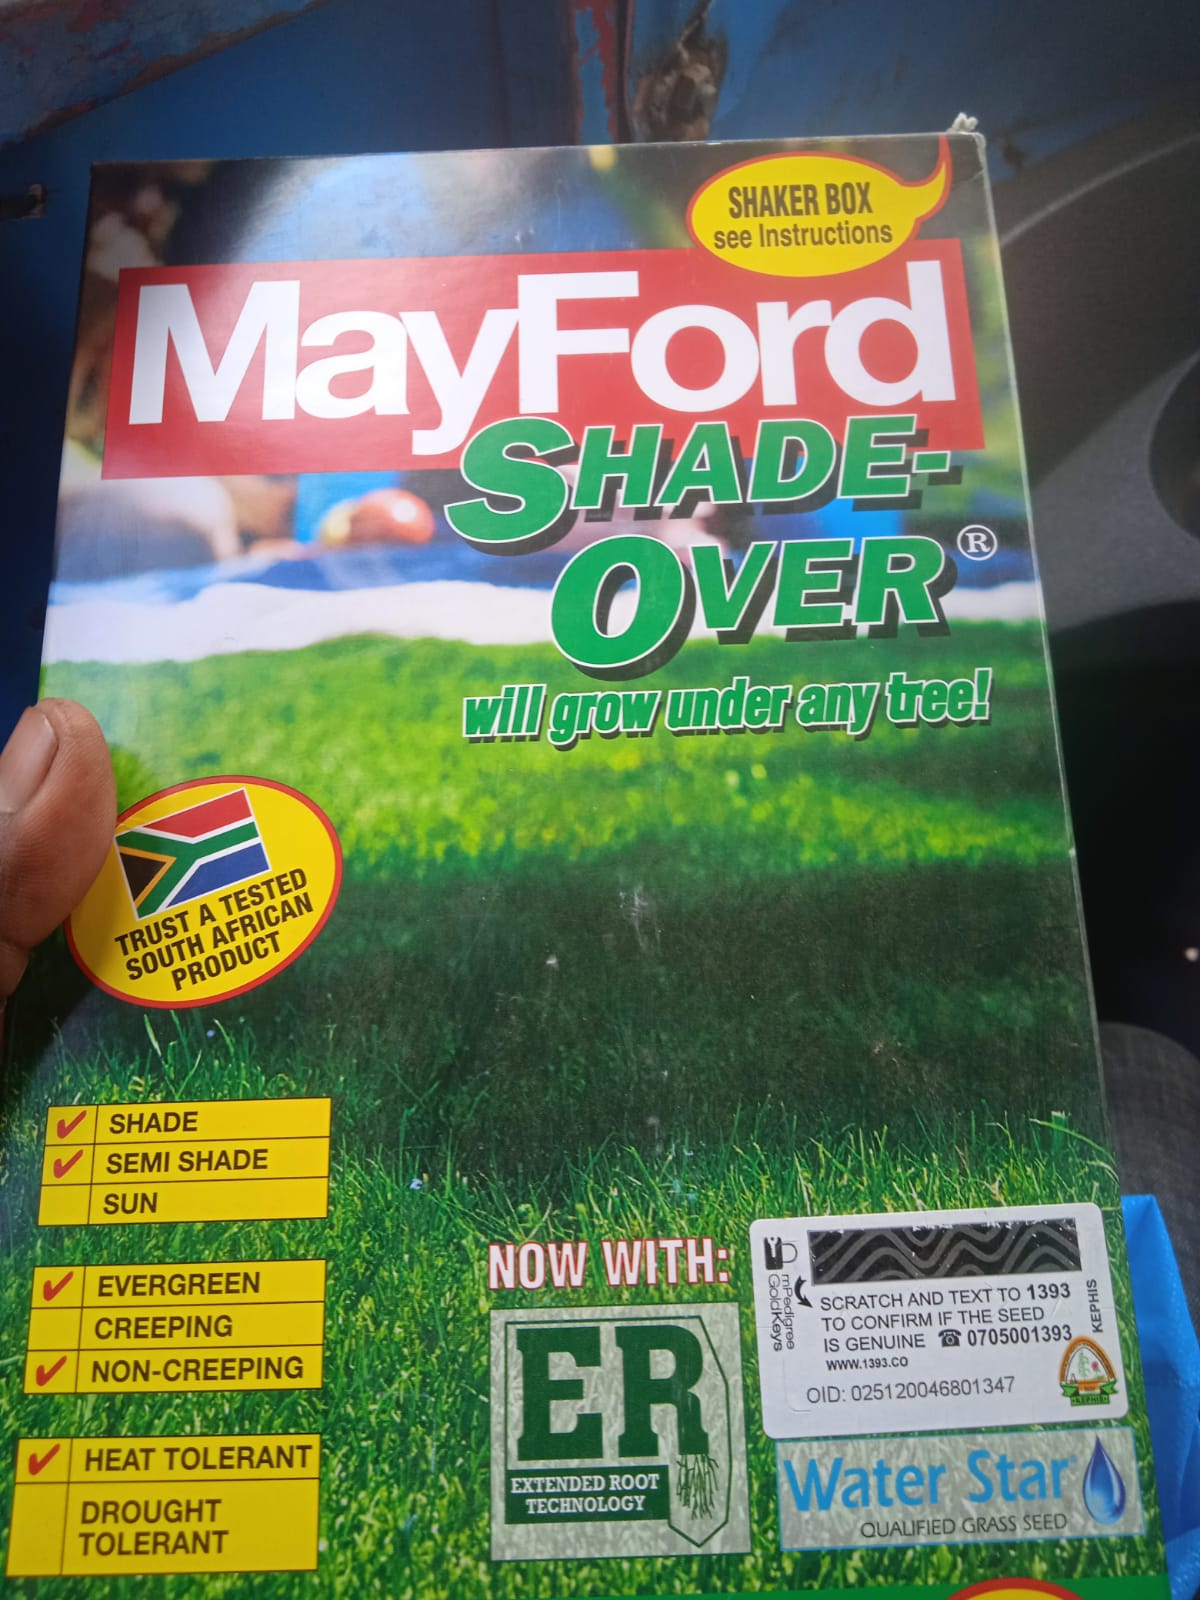 SHAKER BOX
see Instructions
MayFord
SHADE-
OVER®
will grow under any tree!
TRUST A TESTED
SOUTH AFRICAN
PRODUCT
✓ SHADE
✓ SEMI SHADE
SUN
✓ EVERGREEN
CREEPING
✓ NON-CREEPING
✓ HEAT TOLERANT
DROUGHT
TOLERANT
NOW WITH:
ER
EXTENDED ROOT
TECHNOLOGY
mPedigree
GoldKeys
SCRATCH AND TEXT TO 1393
TO CONFIRM IF THE SEED
IS GENUINE ☎ 0705001393
www.1393.co
OID: 025120046801347
KEPHIS
KEPHIS
Water Star
QUALIFIED GRASS SEED